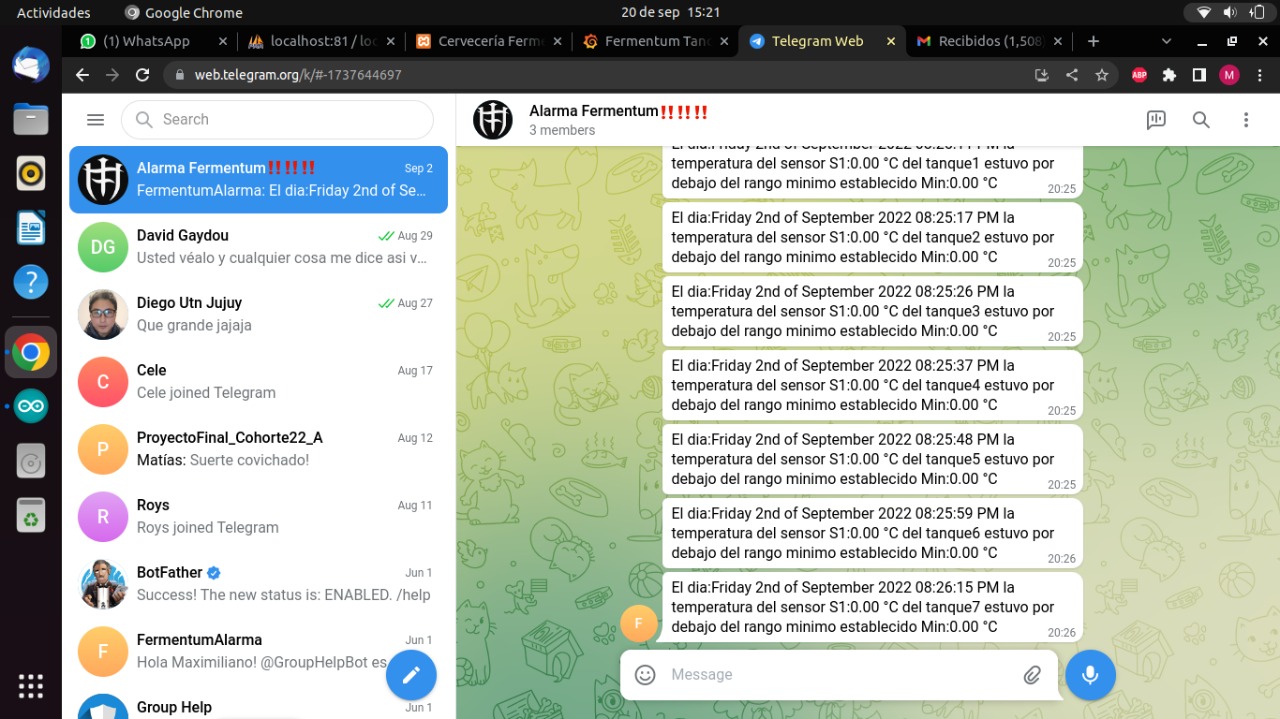 Actividades
Google Chrome
20 de sep 15:21
(1) WhatsApp
localhost:81 / loc
Cervecería Ferm
Fermentum Tan
Telegram Web
Recibidos (1,508)
web.telegram.org/k/#-1737644697
ABP
M
Search
Alarma Fermentum‼️‼️‼️
Sep 2
FermentumAlarma: El dia:Friday 2nd of Se...
DG
David Gaydou
Aug 29
Usted véalo y cualquier cosa me dice asi v...
Diego Utn Jujuy
Aug 27
Que grande jajaja
C
Cele
Aug 17
Cele joined Telegram
P
ProyectoFinal_Cohorte22_A
Aug 12
Matías: Suerte covichado!
R
Roys
Aug 11
Roys joined Telegram
BotFather
Jun 1
Success! The new status is: ENABLED. /help
F
FermentumAlarma
Jun 1
Hola Maximiliano! @GroupHelpBot es
Group Help
Jun 1
Alarma Fermentum‼️‼️‼️
3 members
temperatura del sensor S1:0.00 °C del tanque1 estuvo por
debajo del rango minimo establecido Min:0.00 °C
20:25
El dia:Friday 2nd of September 2022 08:25:17 PM la
temperatura del sensor S1:0.00 °C del tanque2 estuvo por
debajo del rango minimo establecido Min:0.00 °C
20:25
El dia:Friday 2nd of September 2022 08:25:26 PM la
temperatura del sensor S1:0.00 °C del tanque3 estuvo por
debajo del rango minimo establecido Min:0.00 °C
20:25
El dia:Friday 2nd of September 2022 08:25:37 PM la
temperatura del sensor S1:0.00 °C del tanque4 estuvo por
debajo del rango minimo establecido Min:0.00 °C
20:25
El dia:Friday 2nd of September 2022 08:25:48 PM la
temperatura del sensor S1:0.00 °C del tanque5 estuvo por
debajo del rango minimo establecido Min:0.00 °C
20:25
El dia:Friday 2nd of September 2022 08:25:59 PM la
temperatura del sensor S1:0.00 °C del tanque6 estuvo por
debajo del rango minimo establecido Min:0.00 °C
20:26
El dia:Friday 2nd of September 2022 08:26:15 PM la
temperatura del sensor S1:0.00 °C del tanque7 estuvo por
debajo del rango minimo establecido Min:0.00 °C
20:26
F
Message